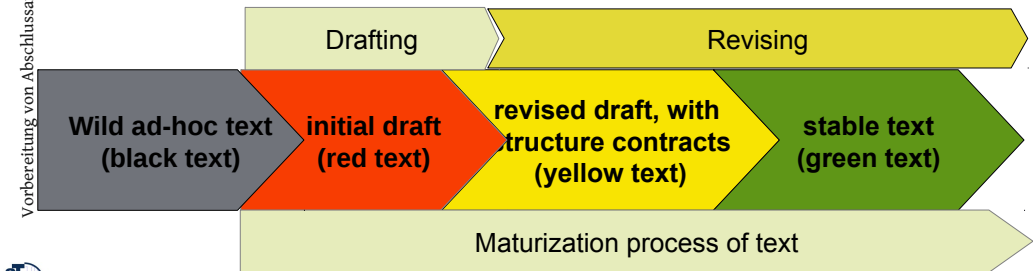 Vorbereitung von Abschlussa
Drafting
Revising
Wild ad-hoc text
(black text)
initial draft
(red text)
revised draft, with
structure contracts
(yellow text)
stable text
(green text)
Maturization process of text